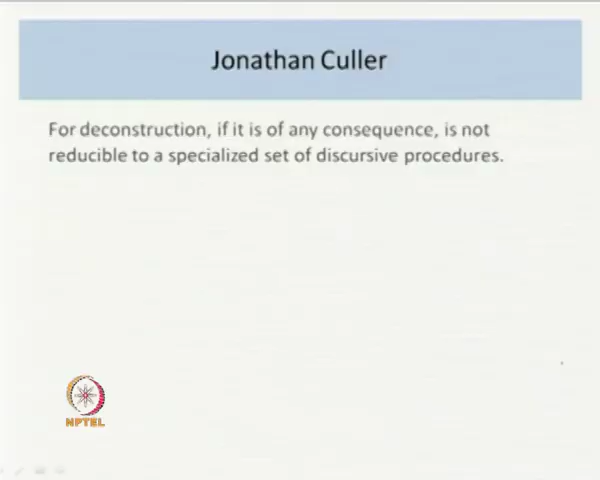 Jonathan Culler
For deconstruction, if it is of any consequence, is not
reducible to a specialized set of discursive procedures.
NPTEL